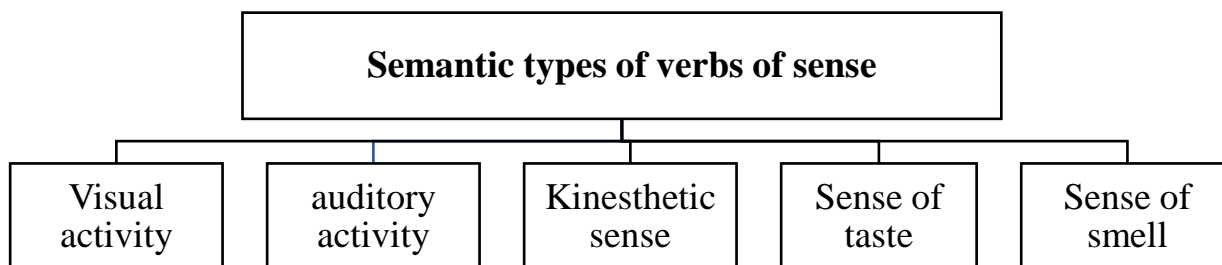 Semantic types of verbs of sense
Visual
activity
auditory
activity
Kinesthetic
sense
Sense of
taste
Sense of
smell